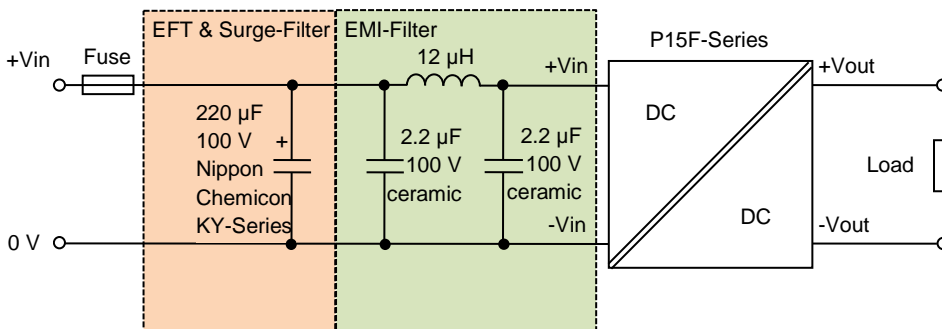 EFT & Surge-Filter
EMI-Filter
P15F-Series
+Vin
Fuse
12 µH
+Vin
+Vout
220 µF
100 V +
Nippon
Chemicon
KY-Series
2.2 µF
100 V
ceramic
2.2 µF
100 V
ceramic
DC
DC
Load
0 V
-Vin
-Vout